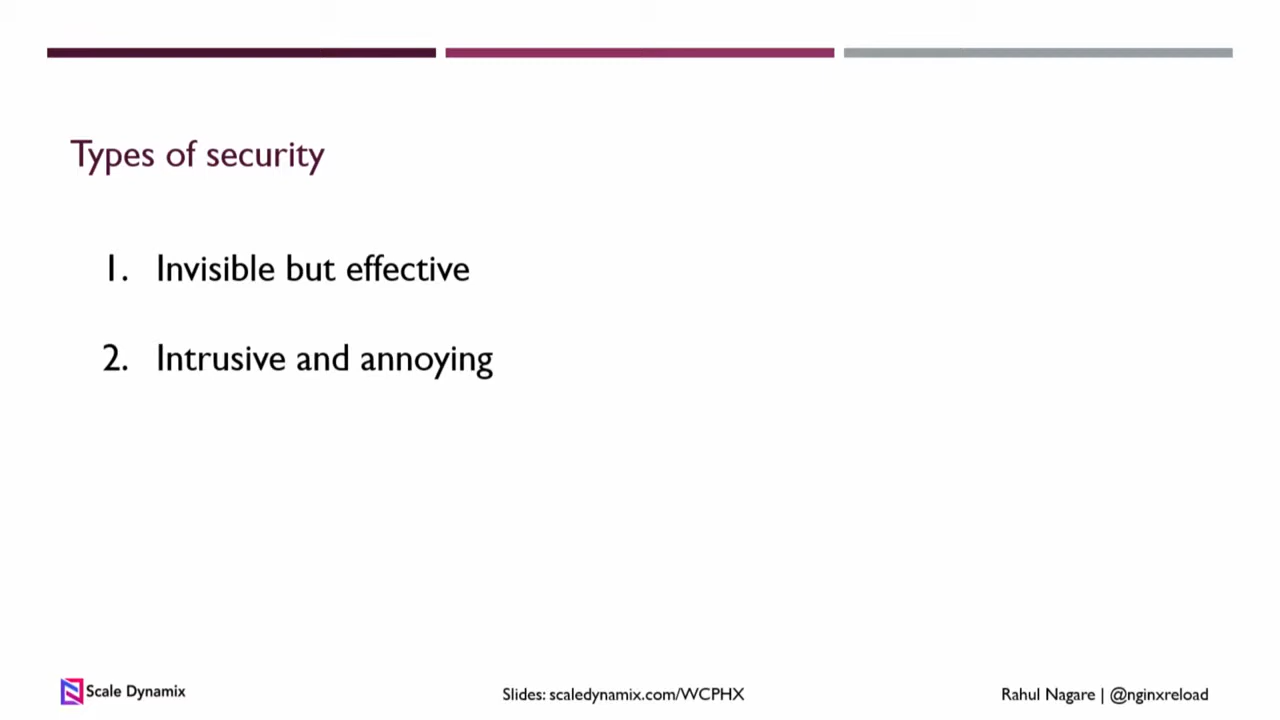 Types of security
1. Invisible but effective
2. Intrusive and annoying
Scale Dynamix
Slides: scaledynamix.com/WCPHX
Rahul Nagare | @nginxreload